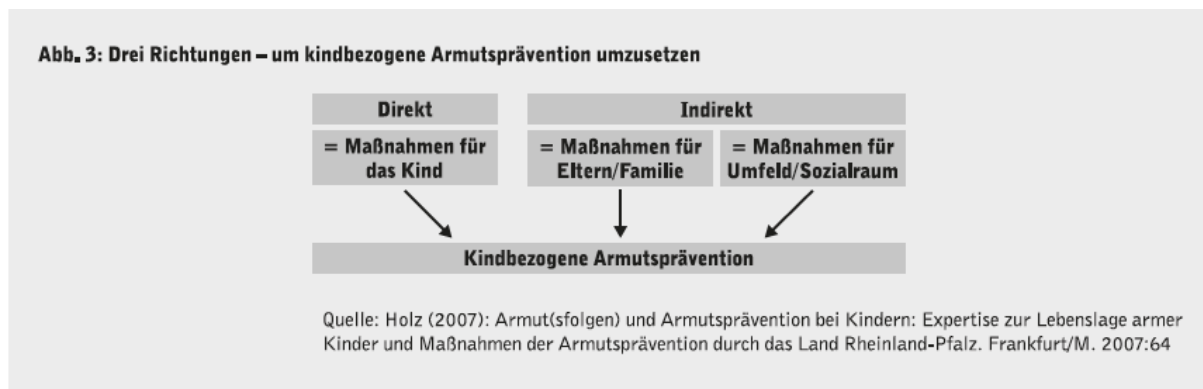 Abb. 3: Drei Richtungen – um kindbezogene Armutsprävention umzusetzen
Direkt
Indirekt
= Maßnahmen für
das Kind
= Maßnahmen für
Eltern/Familie
= Maßnahmen für
Umfeld/Sozialraum
Kindbezogene Armutsprävention
Quelle: Holz (2007): Armut(sfolgen) und Armutsprävention bei Kindern: Expertise zur Lebenslage armer
Kinder und Maßnahmen der Armutsprävention durch das Land Rheinland-Pfalz. Frankfurt/M. 2007:64